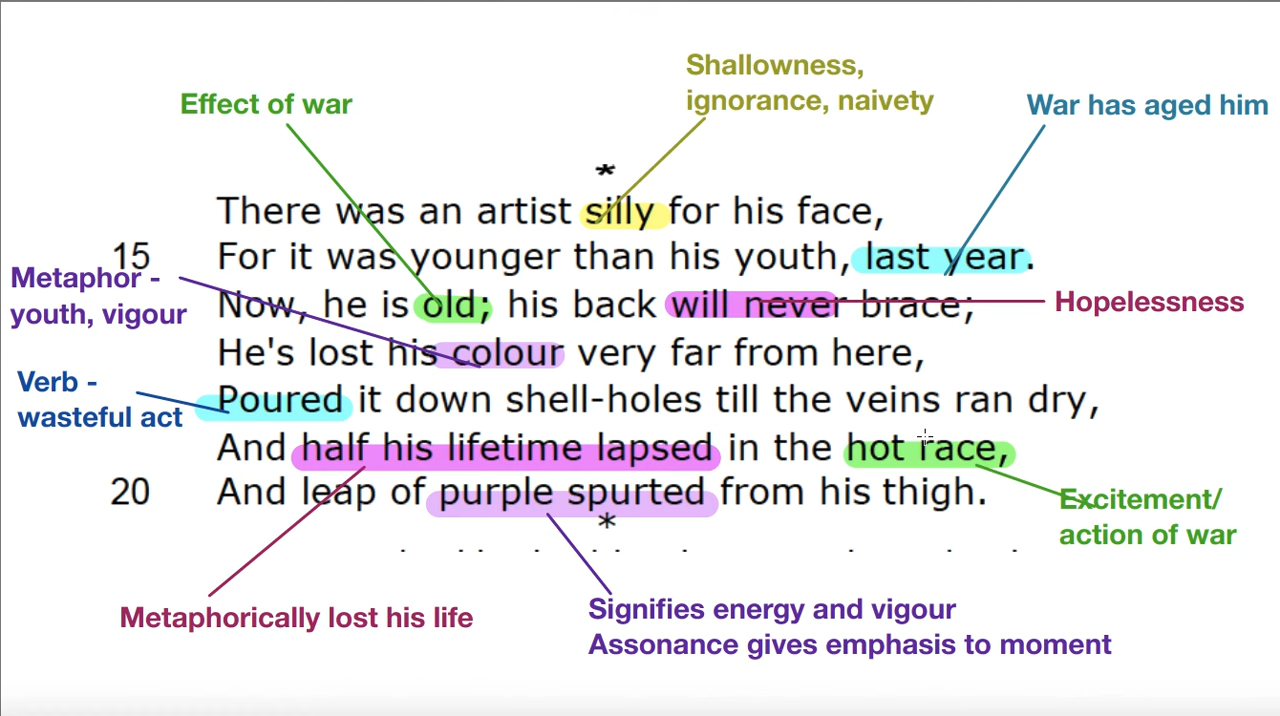 Shallowness,
ignorance, naivety
Effect of war
War has aged him
*
There was an artist silly for his face,
15 For it was younger than his youth, last year.
Metaphor -
youth, vigour
Now, he is old; his back will never brace;
Hopelessness
He's lost his colour very far from here,
Verb -
wasteful act
Poured it down shell-holes till the veins ran dry,
And half his lifetime lapsed in the hot race,
20 And leap of purple spurted from his thigh.
Excitement/
action of war
*
Metaphorically lost his life
Signifies energy and vigour
Assonance gives emphasis to moment